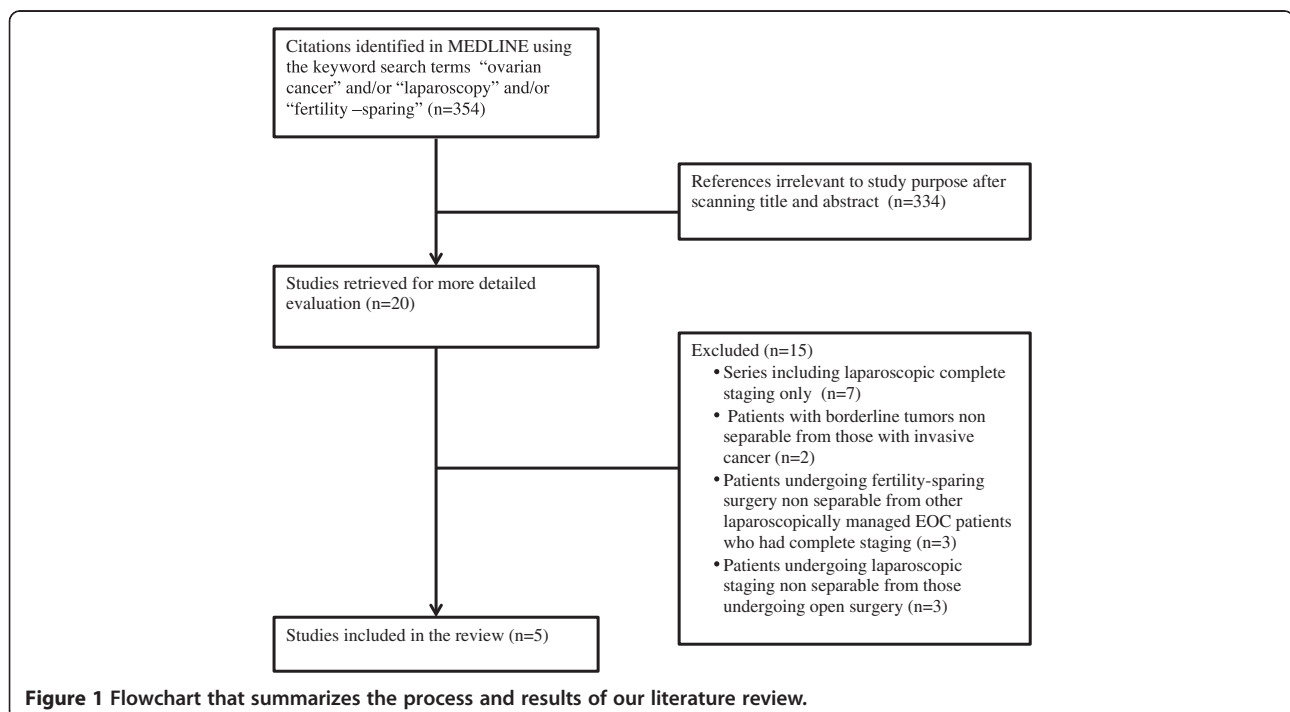 Citations identified in MEDLINE using
the keyword search terms “ovarian
cancer” and/or “laparoscopy” and/or
“fertility –sparing” (n=354)
References irrelevant to study purpose after
scanning title and abstract (n=334)
Studies retrieved for more detailed
evaluation (n=20)
Excluded (n=15)
• Series including laparoscopic complete
staging only (n=7)
• Patients with borderline tumors non
separable from those with invasive
cancer (n=2)
• Patients undergoing fertility-sparing
surgery non separable from other
laparoscopically managed EOC patients
who had complete staging (n=3)
• Patients undergoing laparoscopic
staging non separable from those
undergoing open surgery (n=3)
Studies included in the review (n=5)
Figure 1 Flowchart that summarizes the process and results of our literature review.